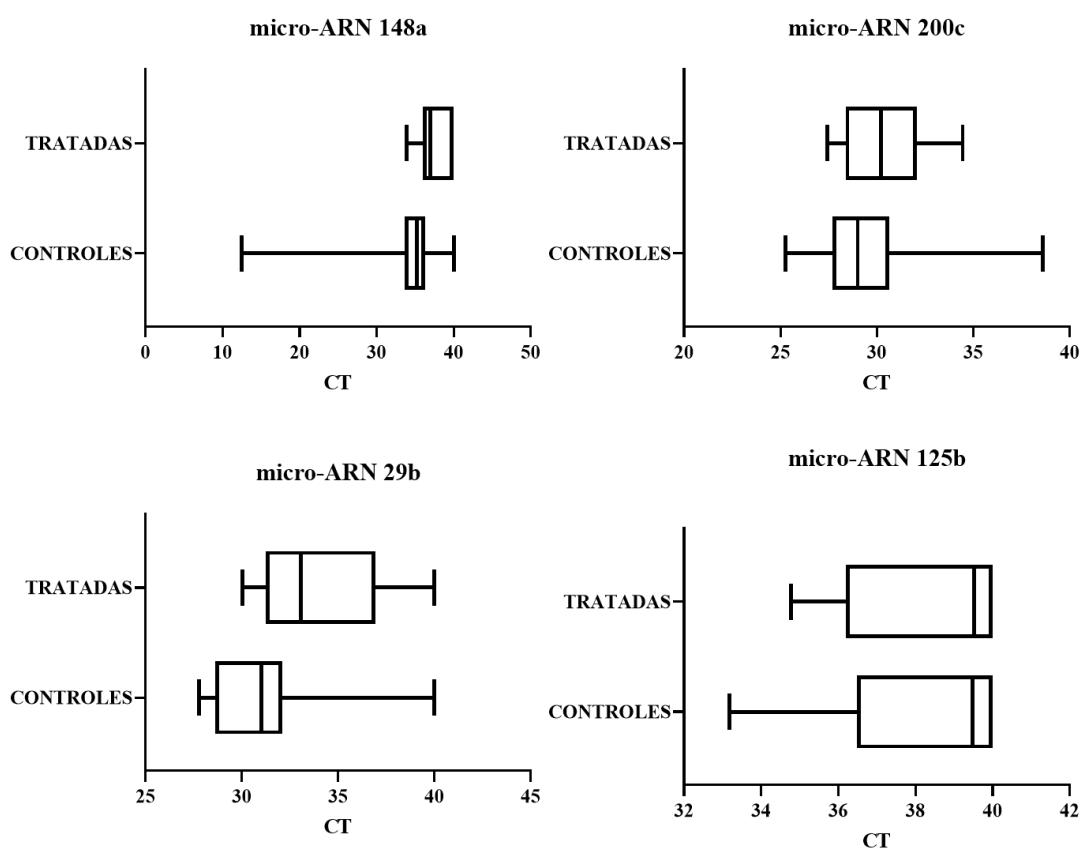 micro-ARN 148a
TRATADAS
CONTROLES
0 10 20 30 40 50
CT
micro-ARN 200c
TRATADAS
CONTROLES
20 25 30 35 40
CT
micro-ARN 29b
TRATADAS
CONTROLES
25 30 35 40 45
CT
micro-ARN 125b
TRATADAS
CONTROLES
32 34 36 38 40 42
CT